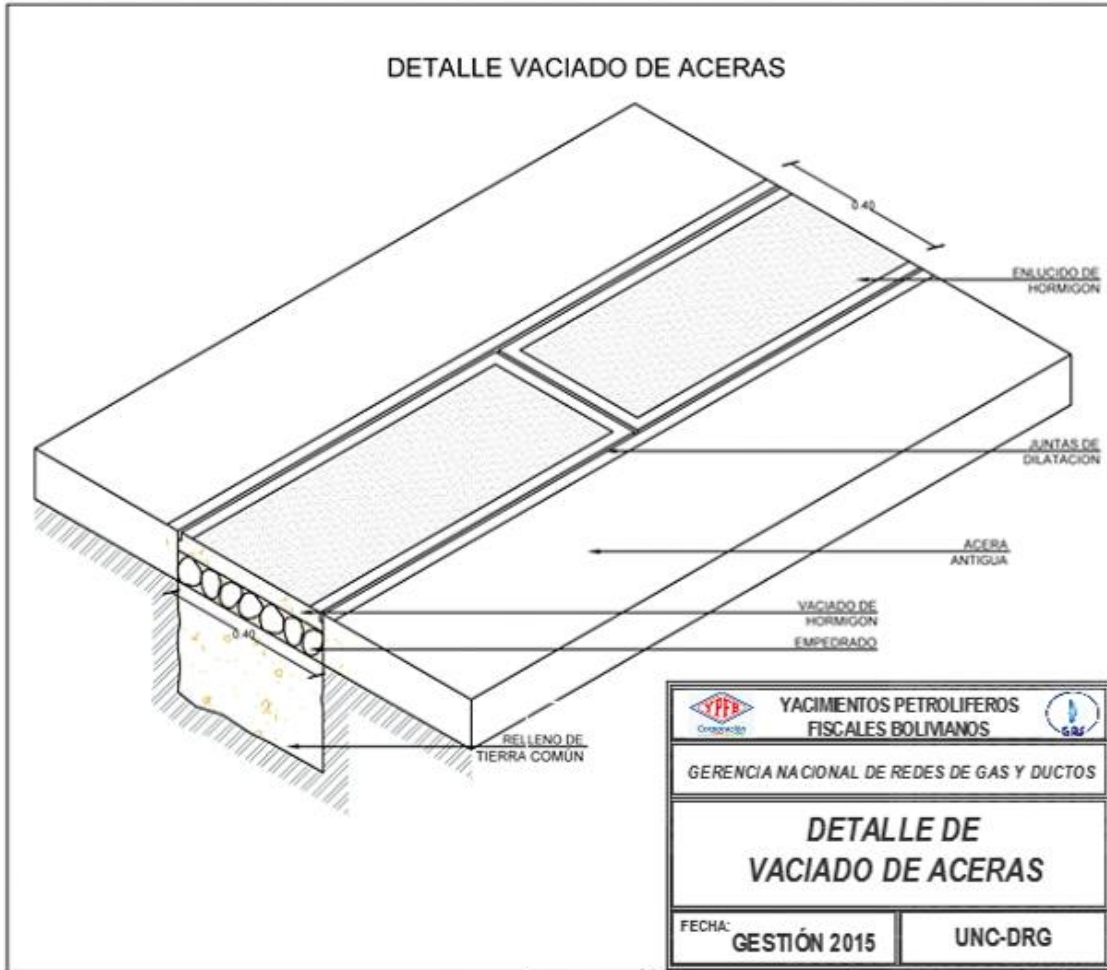 DETALLE VACIADO DE ACERAS
0.40
ENLUCIDO DE
HORMIGON
JUNTAS DE
DILATACION
ACERA
ANTIGUA
VACIADO DE
HORMIGON
EMPEDRADO
0.40
RELLENO DE
TIERRA COMÚN
YPFB
Corporación
YACIMIENTOS PETROLIFEROS
FISCALES BOLIVIANOS
GAS
GERENCIA NACIONAL DE REDES DE GAS Y DUCTOS
DETALLE DE
VACIADO DE ACERAS
FECHA:
GESTIÓN 2015
UNC-DRG